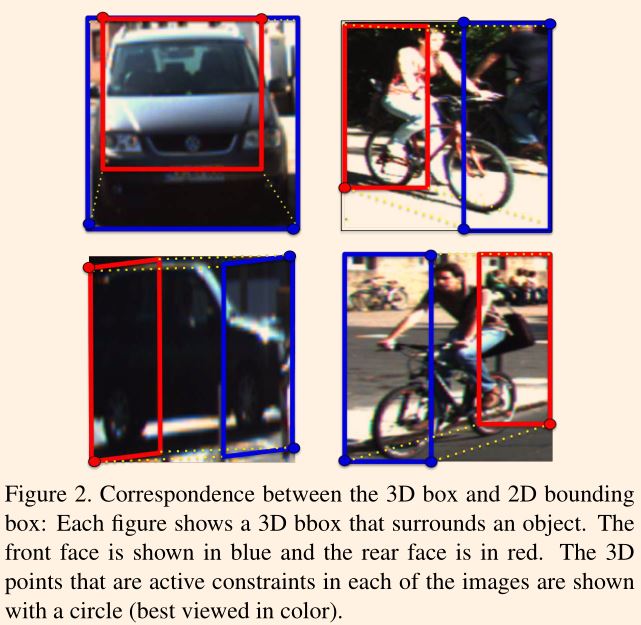 Figure 2. Correspondence between the 3D box and 2D bounding
box: Each figure shows a 3D bbox that surrounds an object. The
front face is shown in blue and the rear face is in red. The 3D
points that are active constraints in each of the images are shown
with a circle (best viewed in color).